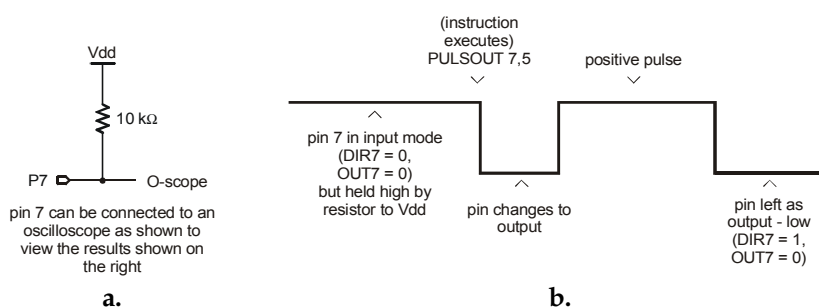 Vdd
10 kΩ
P7
O-scope
pin 7 can be connected to an
oscilloscope as shown to
view the results shown on
the right
a.
(instruction
executes)
PULSOUT 7,5
positive pulse
pin 7 in input mode
(DIR7 = 0,
OUT7 = 0)
but held high by
resistor to Vdd
pin changes to
output
pin left as
output - low
(DIR7 = 1,
OUT7 = 0)
b.